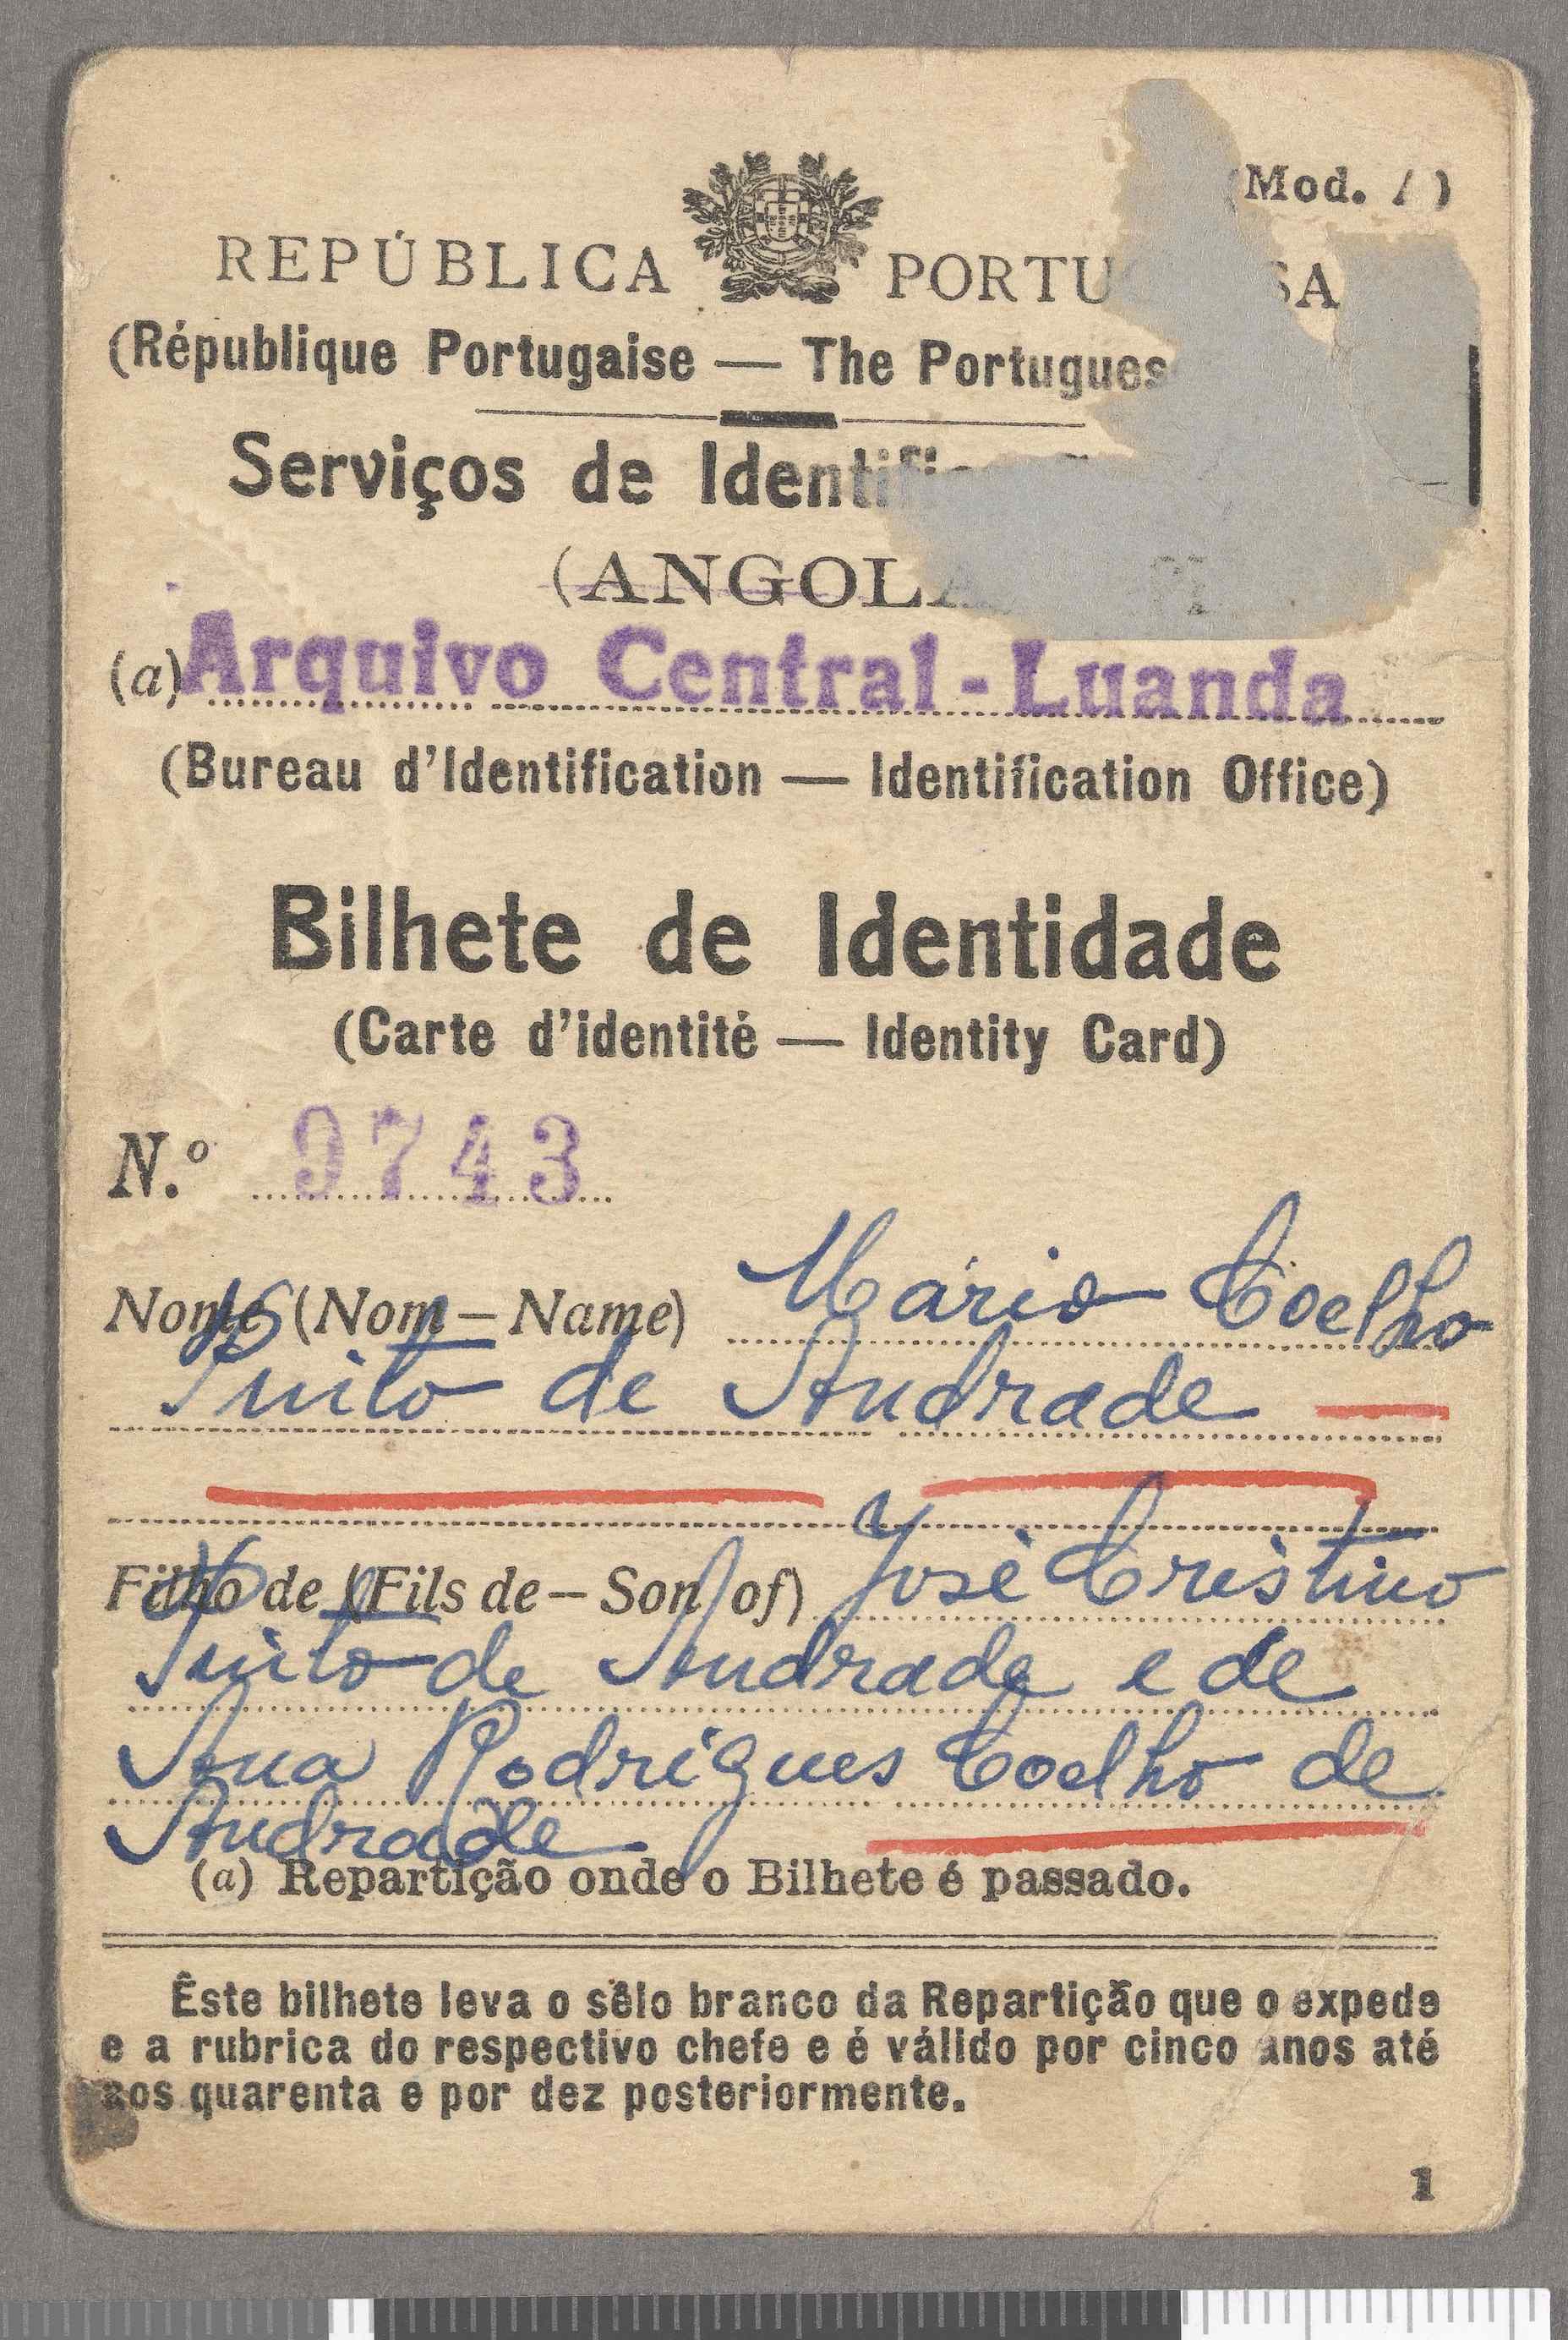 (Mod. 1)
REPÚBLICA PORTU SA
(République Portugaise — The Portugues
Serviços de Identific
(ANGOLA
(a) Arquivo Central-Luanda
(Bureau d'Identification — Identification Office)
Bilhete de Identidade
(Carte d'identité — Identity Card)
N.º 9743
Nome (Nom – Name) Mário Coelho
Pinto de Andrade
Filho de (Fils de – Son of) José Cristino
Pinto de Andrade e de
Ana Rodrigues Coelho de
Andrade
(a) Repartição onde o Bilhete é passado.
Êste bilhete leva o sêlo branco da Repartição que o expede
e a rubrica do respectivo chefe e é válido por cinco anos até
aos quarenta e por dez posteriormente.
1